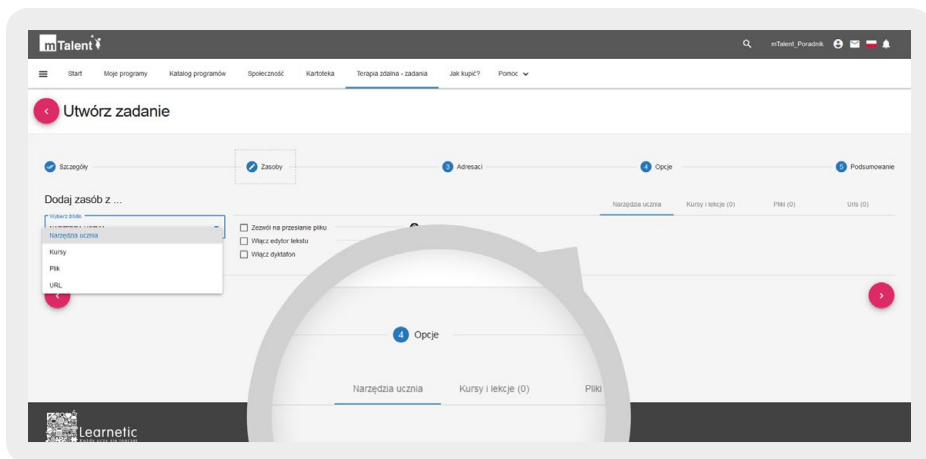 mTalent
mTalent_Poradnik
Start Moje programy Katalog programów Społeczność Kartoteka Terapia zdalna - zadania Jak kupić? Pomoc
Utwórz zadanie
Szczegóły Zasoby 3 Adresaci 4 Opcje 5 Podsumowanie
Dodaj zasób z ...
Narzędzia ucznia Kursy i lekcje (0) Pliki (0) Urls (0)
Wybierz źródło
Narzędzia ucznia
Kursy
Plik
URL
Zezwól na przesłanie pliku
Włącz edytor tekstu
Włącz dyktafon
4 Opcje
Narzędzia ucznia Kursy i lekcje (0) Pliki
Learnetic